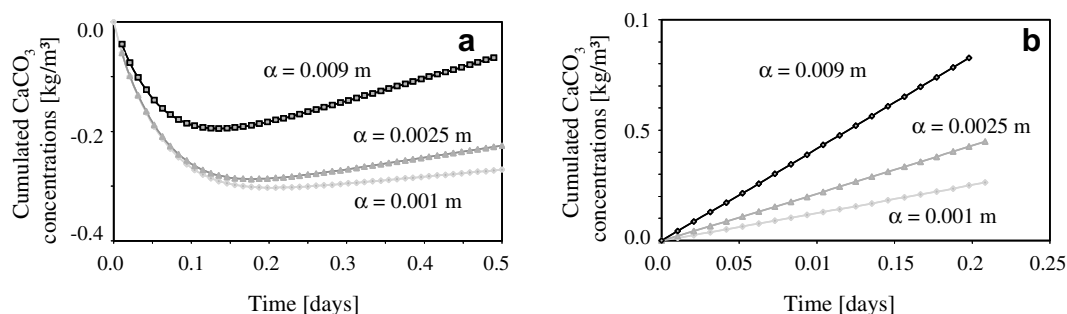 Cumulated CaCO3
concentrations [kg/m³]
0.0
-0.2
-0.4
a
α = 0.009 m
α = 0.0025 m
α = 0.001 m
0.0 0.1 0.2 0.3 0.4 0.5
Time [days]
Cumulated CaCO3
concentrations [kg/m³]
0.1
0.5
0.0
b
α = 0.009 m
α = 0.0025 m
α = 0.001 m
0.0 0.05 0.01 0.15 0.2 0.25
Time [days]